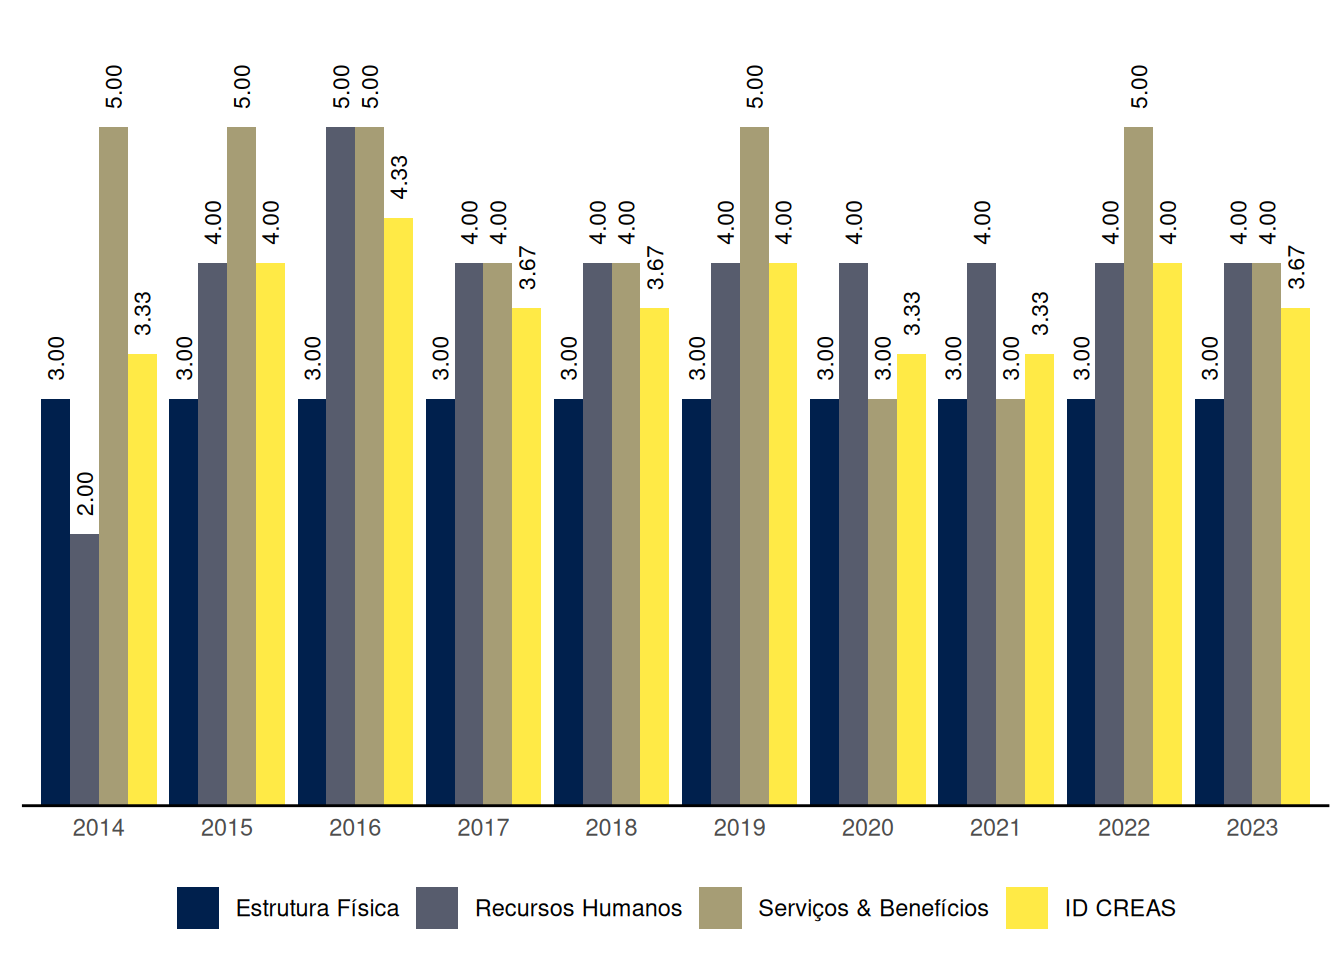 5.00 5.00 5.00 5.00 5.00 5.00
4.33
4.00 4.00 4.00 4.00 4.00 4.00 4.00 4.00 4.00 4.00 4.00 4.00 4.00 4.00
3.67 3.67 3.67
3.33 3.33 3.33
3.00 3.00 3.00 3.00 3.00 3.00 3.00 3.00 3.00 3.00 3.00 3.00
2.00
2014 2015 2016 2017 2018 2019 2020 2021 2022 2023
Estrutura Física Recursos Humanos Serviços & Benefícios ID CREAS